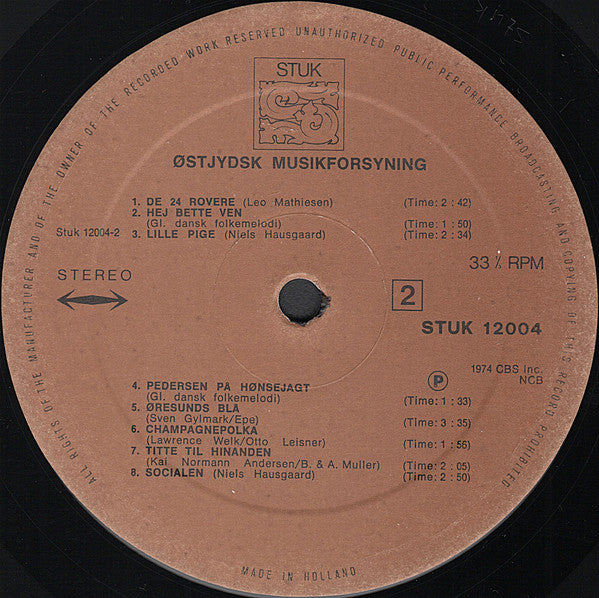 ALL RIGHTS OF THE MANUFACTURER AND OF THE OWNER OF THE RECORDED WORK RESERVED UNAUTHORIZED PUBLIC PERFORMANCE BROADCASTING AND COPYING OF THIS RECORD PROHIBITED
STUK
ØSTJYDSK MUSIKFORSYNING
1. DE 24 ROVERE (Leo Mathiesen) (Time: 2:42)
2. HEJ BETTE VEN
(Gl. dansk folkemelodi) (Time: 1:50)
Stuk 12004-2
3. LILLE PIGE (Niels Hausgaard) (Time: 2:34)
STEREO
33 ⅓ RPM
2
STUK 12004
4. PEDERSEN PÅ HØNSEJAGT
(Gl. dansk folkemelodi) (Time: 1:33)
Ⓟ 1974 CBS Inc.
NCB
5. ØRESUNDS BLÅ
(Sven Gylmark/Epe) (Time: 3:35)
6. CHAMPAGNEPOLKA
(Lawrence Welk/Otto Leisner) (Time: 1:56)
7. TITTE TIL HINANDEN
(Kai Normann Andersen/B. & A. Muller) (Time: 2:05)
8. SOCIALEN (Niels Hausgaard) (Time: 2:50)
MADE IN HOLLAND